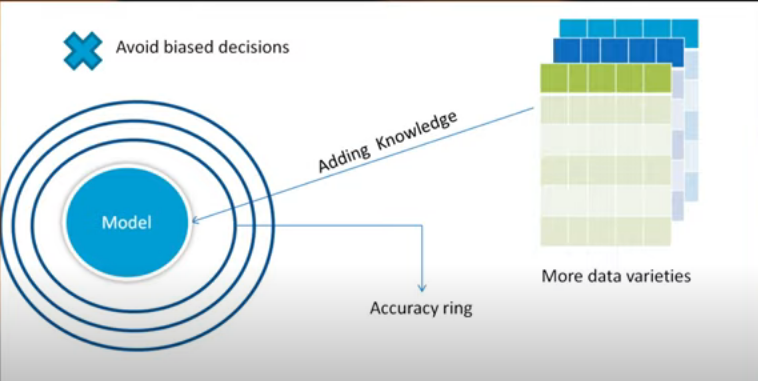 Avoid biased decisions
Adding Knowledge
Model
More data varieties
Accuracy ring